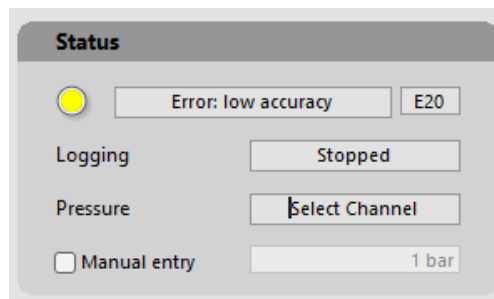 Status
Error: low accuracy E20
Logging Stopped
Pressure Select Channel
Manual entry 1 bar